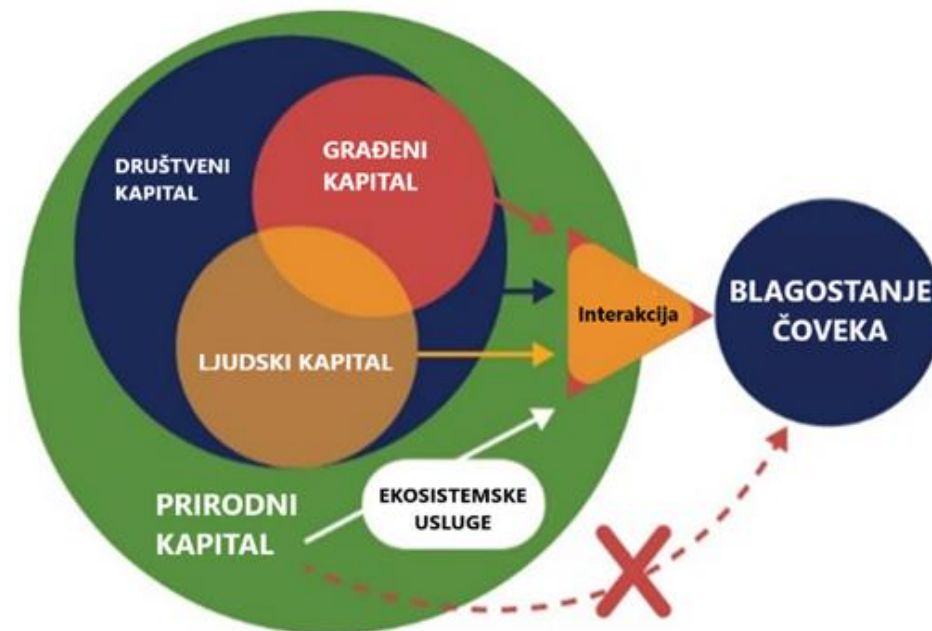 DRUŠTVENI
KAPITAL
GRAĐENI
KAPITAL
LJUDSKI KAPITAL
PRIRODNI
KAPITAL
EKOSISTEMSKE
USLUGE
Interakcija
BLAGOSTANJE
ČOVEKA